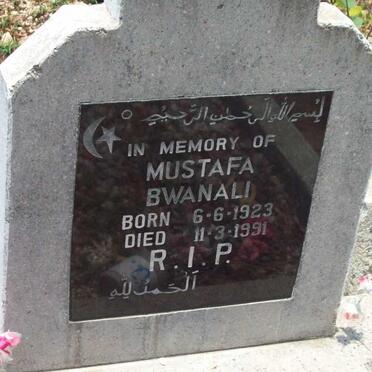 بسم الله الرحمن الرحيم
IN MEMORY OF
MUSTAFA
BWANALI
BORN 6-6-1923
DIED 11-3-1991
R.I.P.
الحمد لله